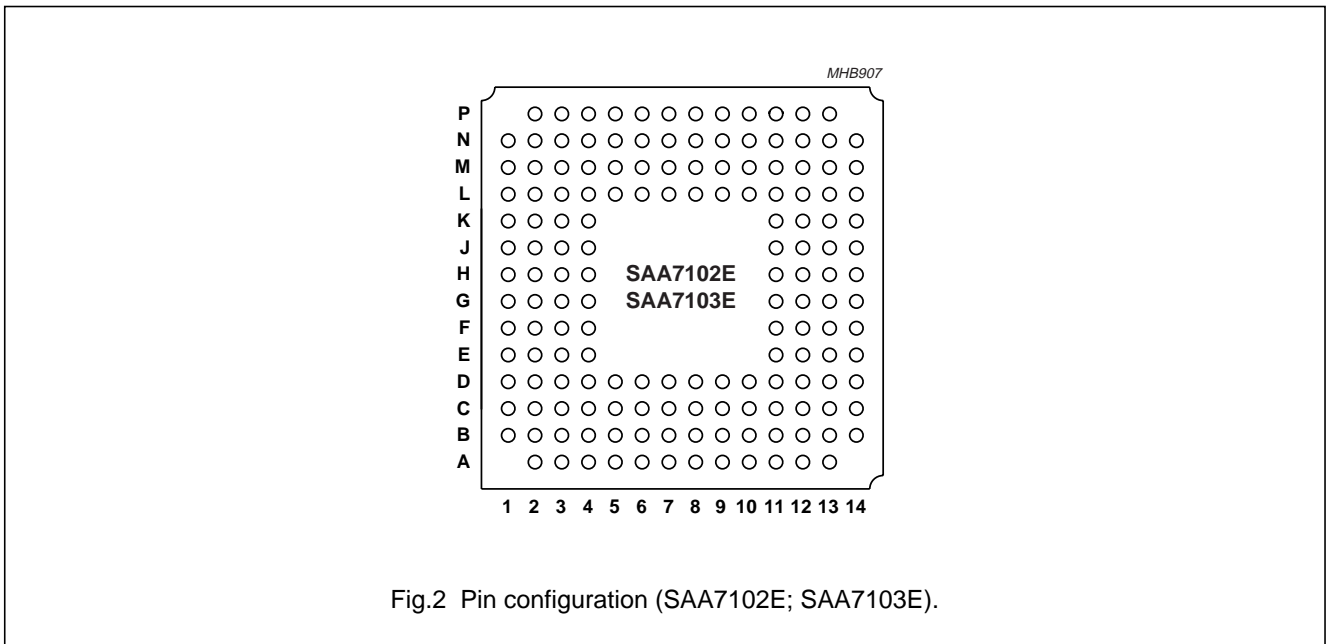 MHB907
P
N
M
L
K
J
H SAA7102E
G SAA7103E
F
E
D
C
B
A
1 2 3 4 5 6 7 8 9 10 11 12 13 14
Fig.2 Pin configuration (SAA7102E; SAA7103E).